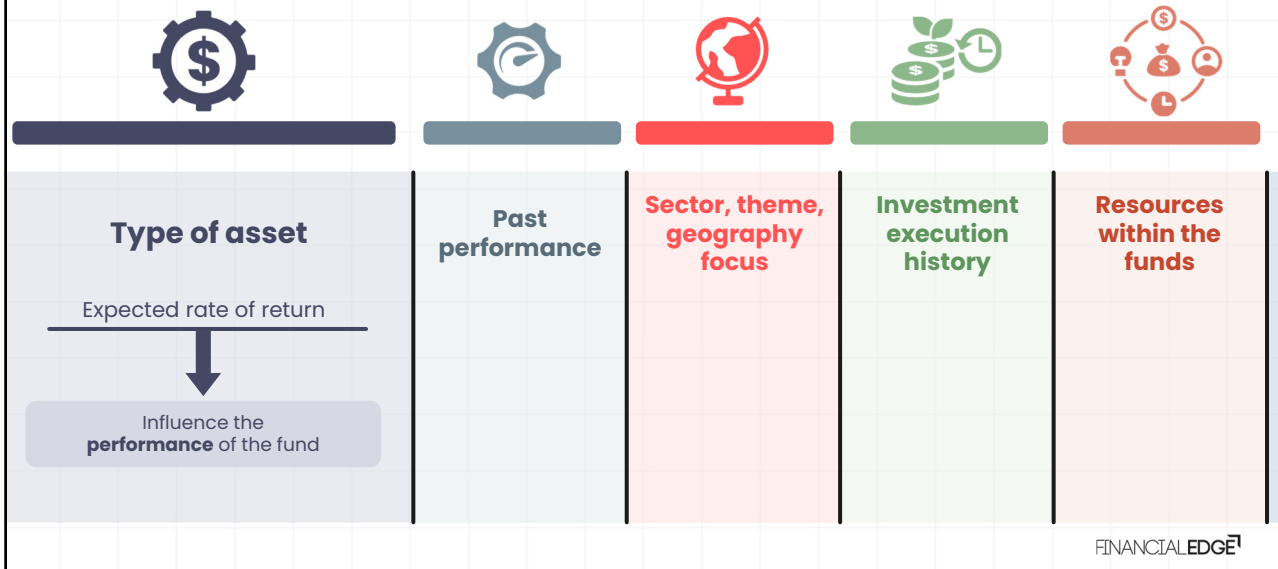 Type of asset
Expected rate of return
Influence the
performance of the fund
Past
performance
Sector, theme,
geography
focus
Investment
execution
history
Resources
within the
funds
FINANCIALEDGE